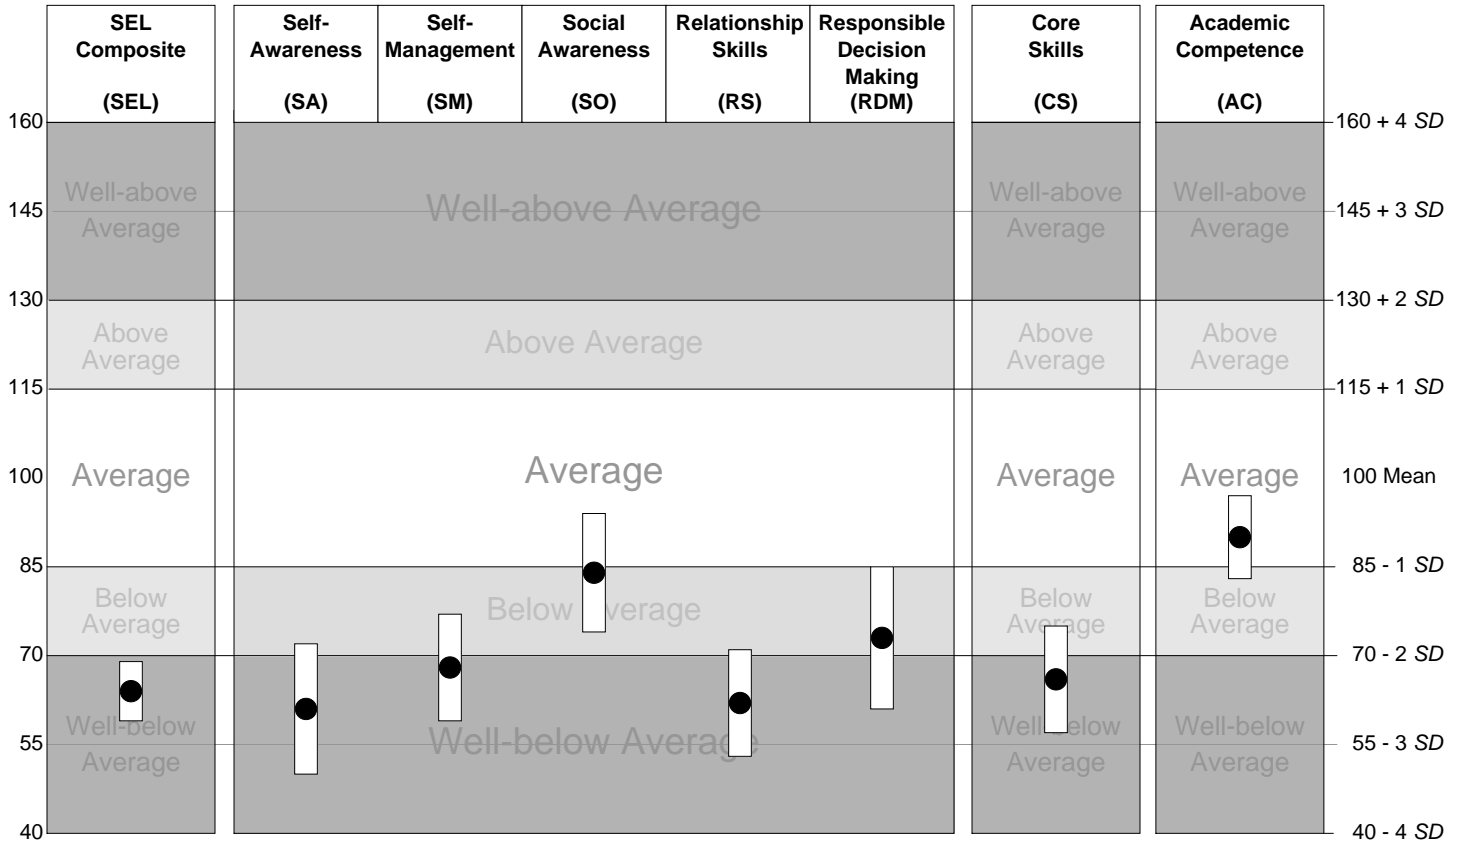 SEL
Composite
(SEL)
Self-
Awareness
(SA)
Self-
Management
(SM)
Social
Awareness
(SO)
Relationship
Skills
(RS)
Responsible
Decision
Making
(RDM)
Core
Skills
(CS)
Academic
Competence
(AC)
160
160 + 4 SD
Well-above
Average
Well-above Average
Well-above
Average
Well-above
Average
145
145 + 3 SD
130
130 + 2 SD
Above
Average
Above Average
Above
Average
Above
Average
115
115 + 1 SD
100
Average
Average
Average
Average
100 Mean
85
85 - 1 SD
Below
Average
Below Average
Below
Average
Below
Average
70
70 - 2 SD
Well-below
Average
Well-below Average
Well-below
Average
Well-below
Average
55
55 - 3 SD
40
40 - 4 SD